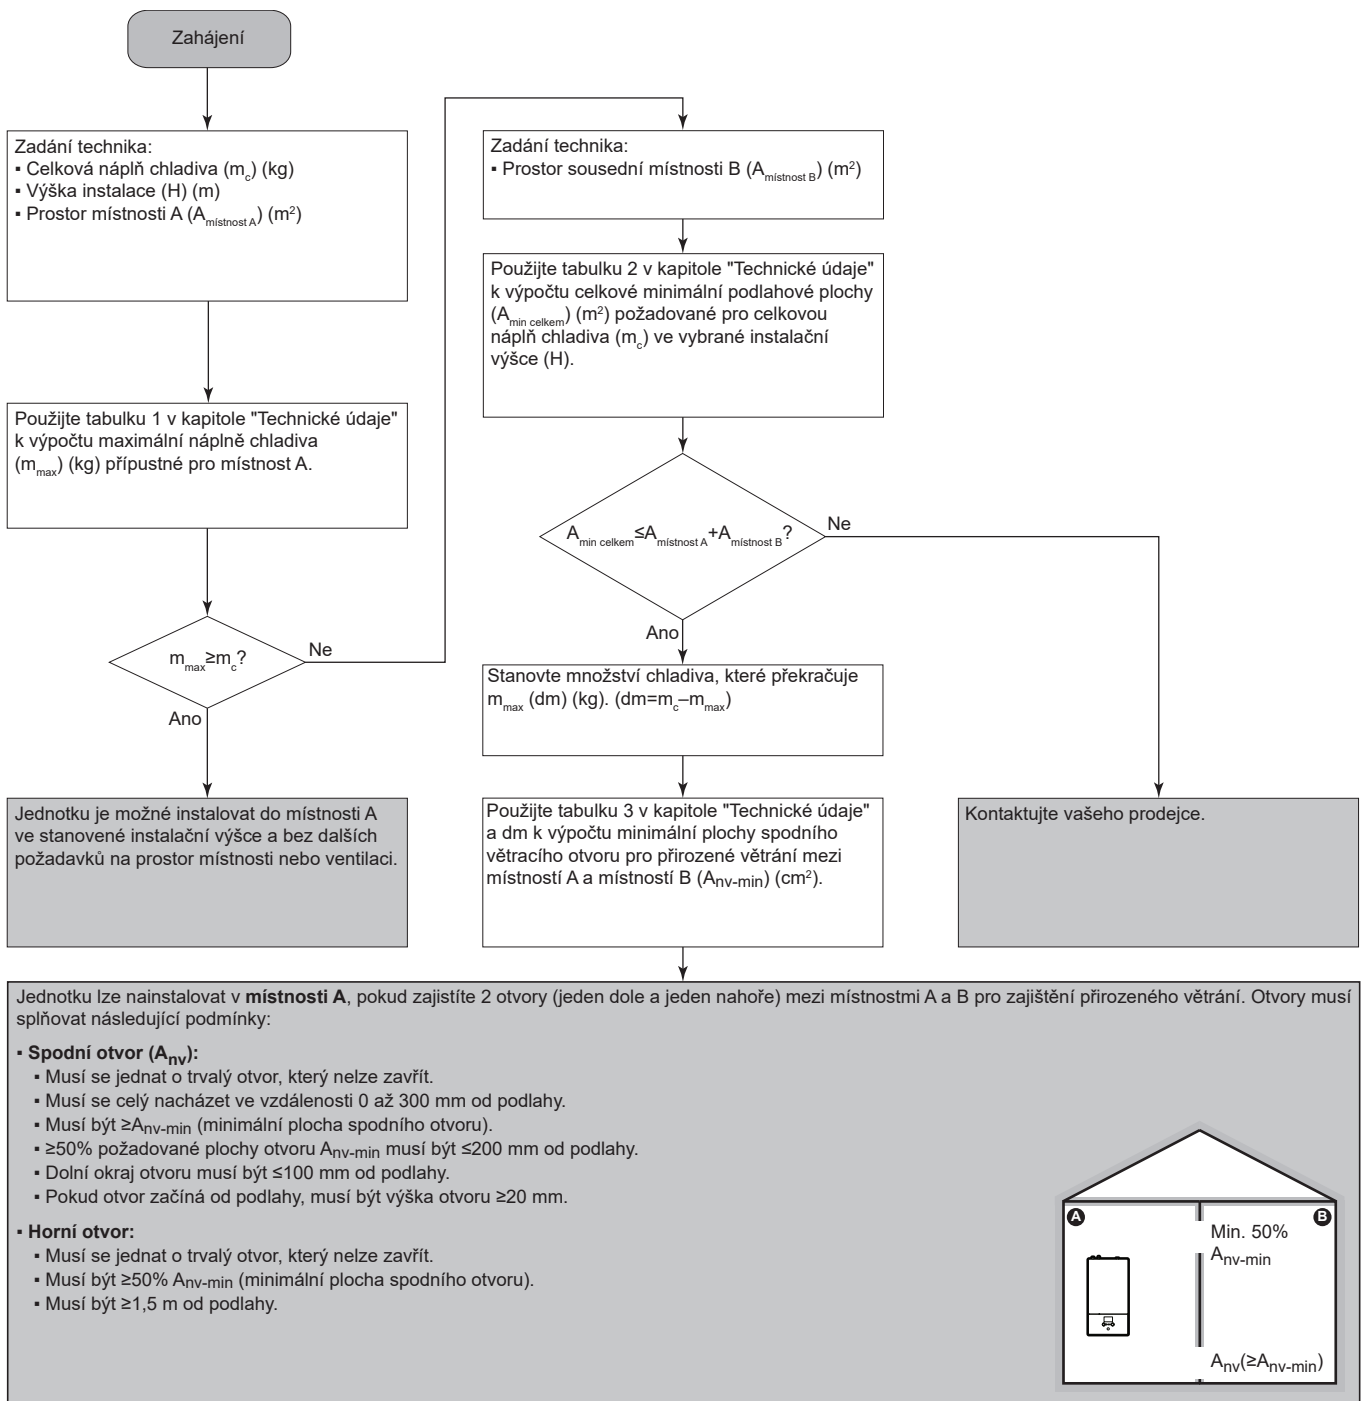 Zahájení
Zadání technika:
▪ Celková náplň chladiva (mc) (kg)
▪ Výška instalace (H) (m)
▪ Prostor místnosti A (Amístnost A) (m²)
Použijte tabulku 1 v kapitole "Technické údaje"
k výpočtu maximální náplně chladiva
(mmax) (kg) přípustné pro místnost A.
mmax≥mc?
Ne
Ano
Jednotku je možné instalovat do místnosti A
ve stanovené instalační výšce a bez dalších
požadavků na prostor místnosti nebo ventilaci.
Zadání technika:
▪ Prostor sousední místnosti B (Amístnost B) (m²)
Použijte tabulku 2 v kapitole "Technické údaje"
k výpočtu celkové minimální podlahové plochy
(Amin celkem) (m²) požadované pro celkovou
náplň chladiva (mc) ve vybrané instalační
výšce (H).
Amin celkem≤Amístnost A+Amístnost B?
Ne
Ano
Stanovte množství chladiva, které překračuje
mmax (dm) (kg). (dm=mc–mmax)
Použijte tabulku 3 v kapitole "Technické údaje"
a dm k výpočtu minimální plochy spodního
větracího otvoru pro přirozené větrání mezi
místností A a místností B (Anv-min) (cm²).
Kontaktujte vašeho prodejce.
Jednotku lze nainstalovat v místnosti A, pokud zajistíte 2 otvory (jeden dole a jeden nahoře) mezi místnostmi A a B pro zajištění přirozeného větrání. Otvory musí
splňovat následující podmínky:
▪ Spodní otvor (Anv):
▪ Musí se jednat o trvalý otvor, který nelze zavřít.
▪ Musí se celý nacházet ve vzdálenosti 0 až 300 mm od podlahy.
▪ Musí být ≥Anv-min (minimální plocha spodního otvoru).
▪ ≥50% požadované plochy otvoru Anv-min musí být ≤200 mm od podlahy.
▪ Dolní okraj otvoru musí být ≤100 mm od podlahy.
▪ Pokud otvor začíná od podlahy, musí být výška otvoru ≥20 mm.
▪ Horní otvor:
▪ Musí se jednat o trvalý otvor, který nelze zavřít.
▪ Musí být ≥50% Anv-min (minimální plocha spodního otvoru).
▪ Musí být ≥1,5 m od podlahy.
A
B
Min. 50%
Anv-min
Anv(≥Anv-min)